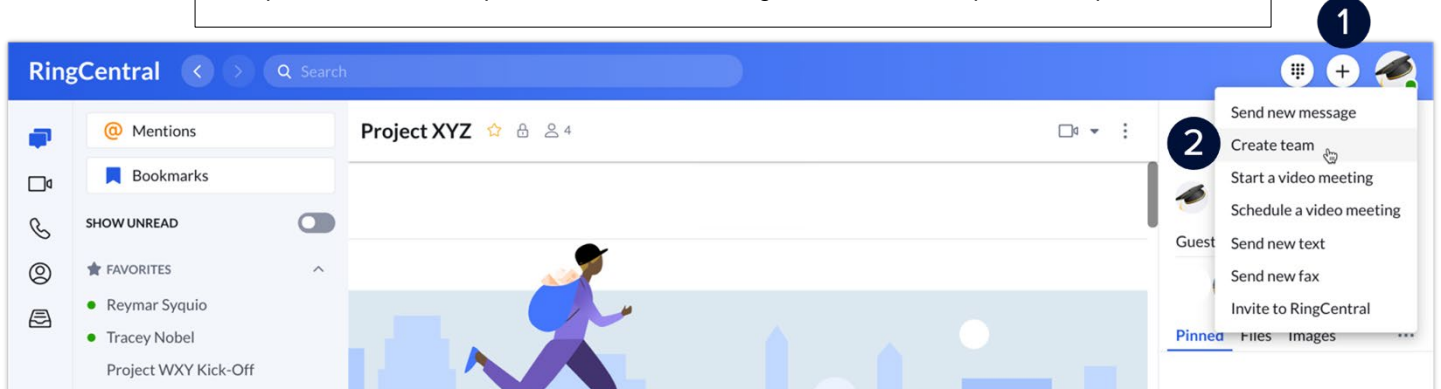 1
RingCentral
Search
Mentions
Bookmarks
SHOW UNREAD
FAVORITES
Reymar Syquio
Tracey Nobel
Project WXY Kick-Off
Project XYZ
4
2
Send new message
Create team
Start a video meeting
Schedule a video meeting
Send new text
Send new fax
Invite to RingCentral
Guest
Pinned Files Images